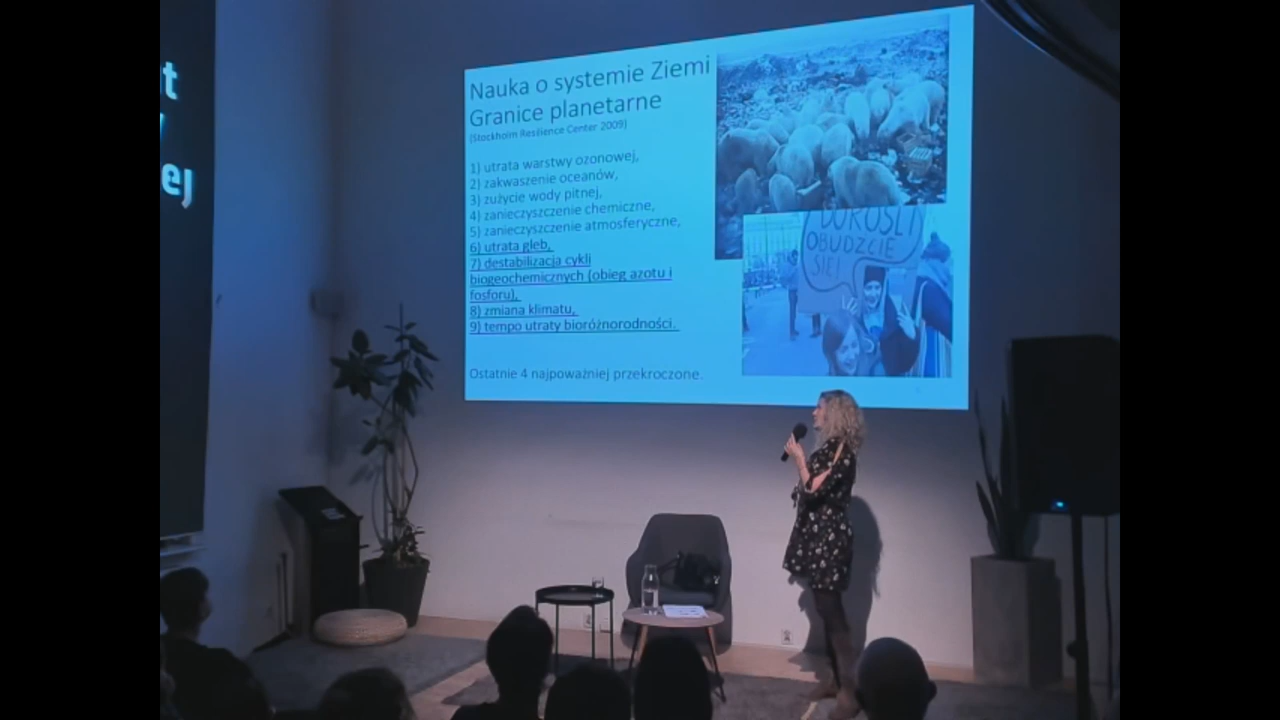 t
ej
Nauka o systemie Ziemi
Granice planetarne
(Stockholm Resilience Center 2009)
1) utrata warstwy ozonowej,
2) zakwaszenie oceanów,
3) zużycie wody pitnej,
4) zanieczyszczenie chemiczne,
5) zanieczyszczenie atmosferyczne,
6) utrata gleb,
7) destabilizacja cykli
biogeochemicznych (obieg azotu i
fosforu),
8) zmiana klimatu,
9) tempo utraty bioróżnorodności.
Ostatnie 4 najpoważniej przekroczone.
DOROŚLI
OBUDŹCIE
SIĘ!